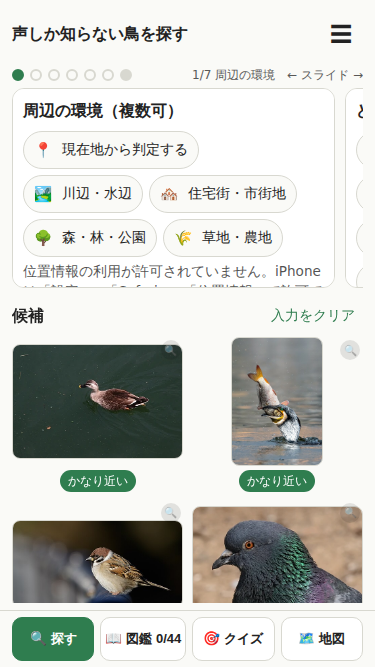 声しか知らない鳥を探す
1/7 周辺の環境 ← スライド →
周辺の環境（複数可）
現在地から判定する
川辺・水辺 住宅街・市街地
森・林・公園 草地・農地
位置情報の利用が許可されていません。iPhone
候補 入力をクリア
かなり近い かなり近い
探す 図鑑 0/44 クイズ 地図